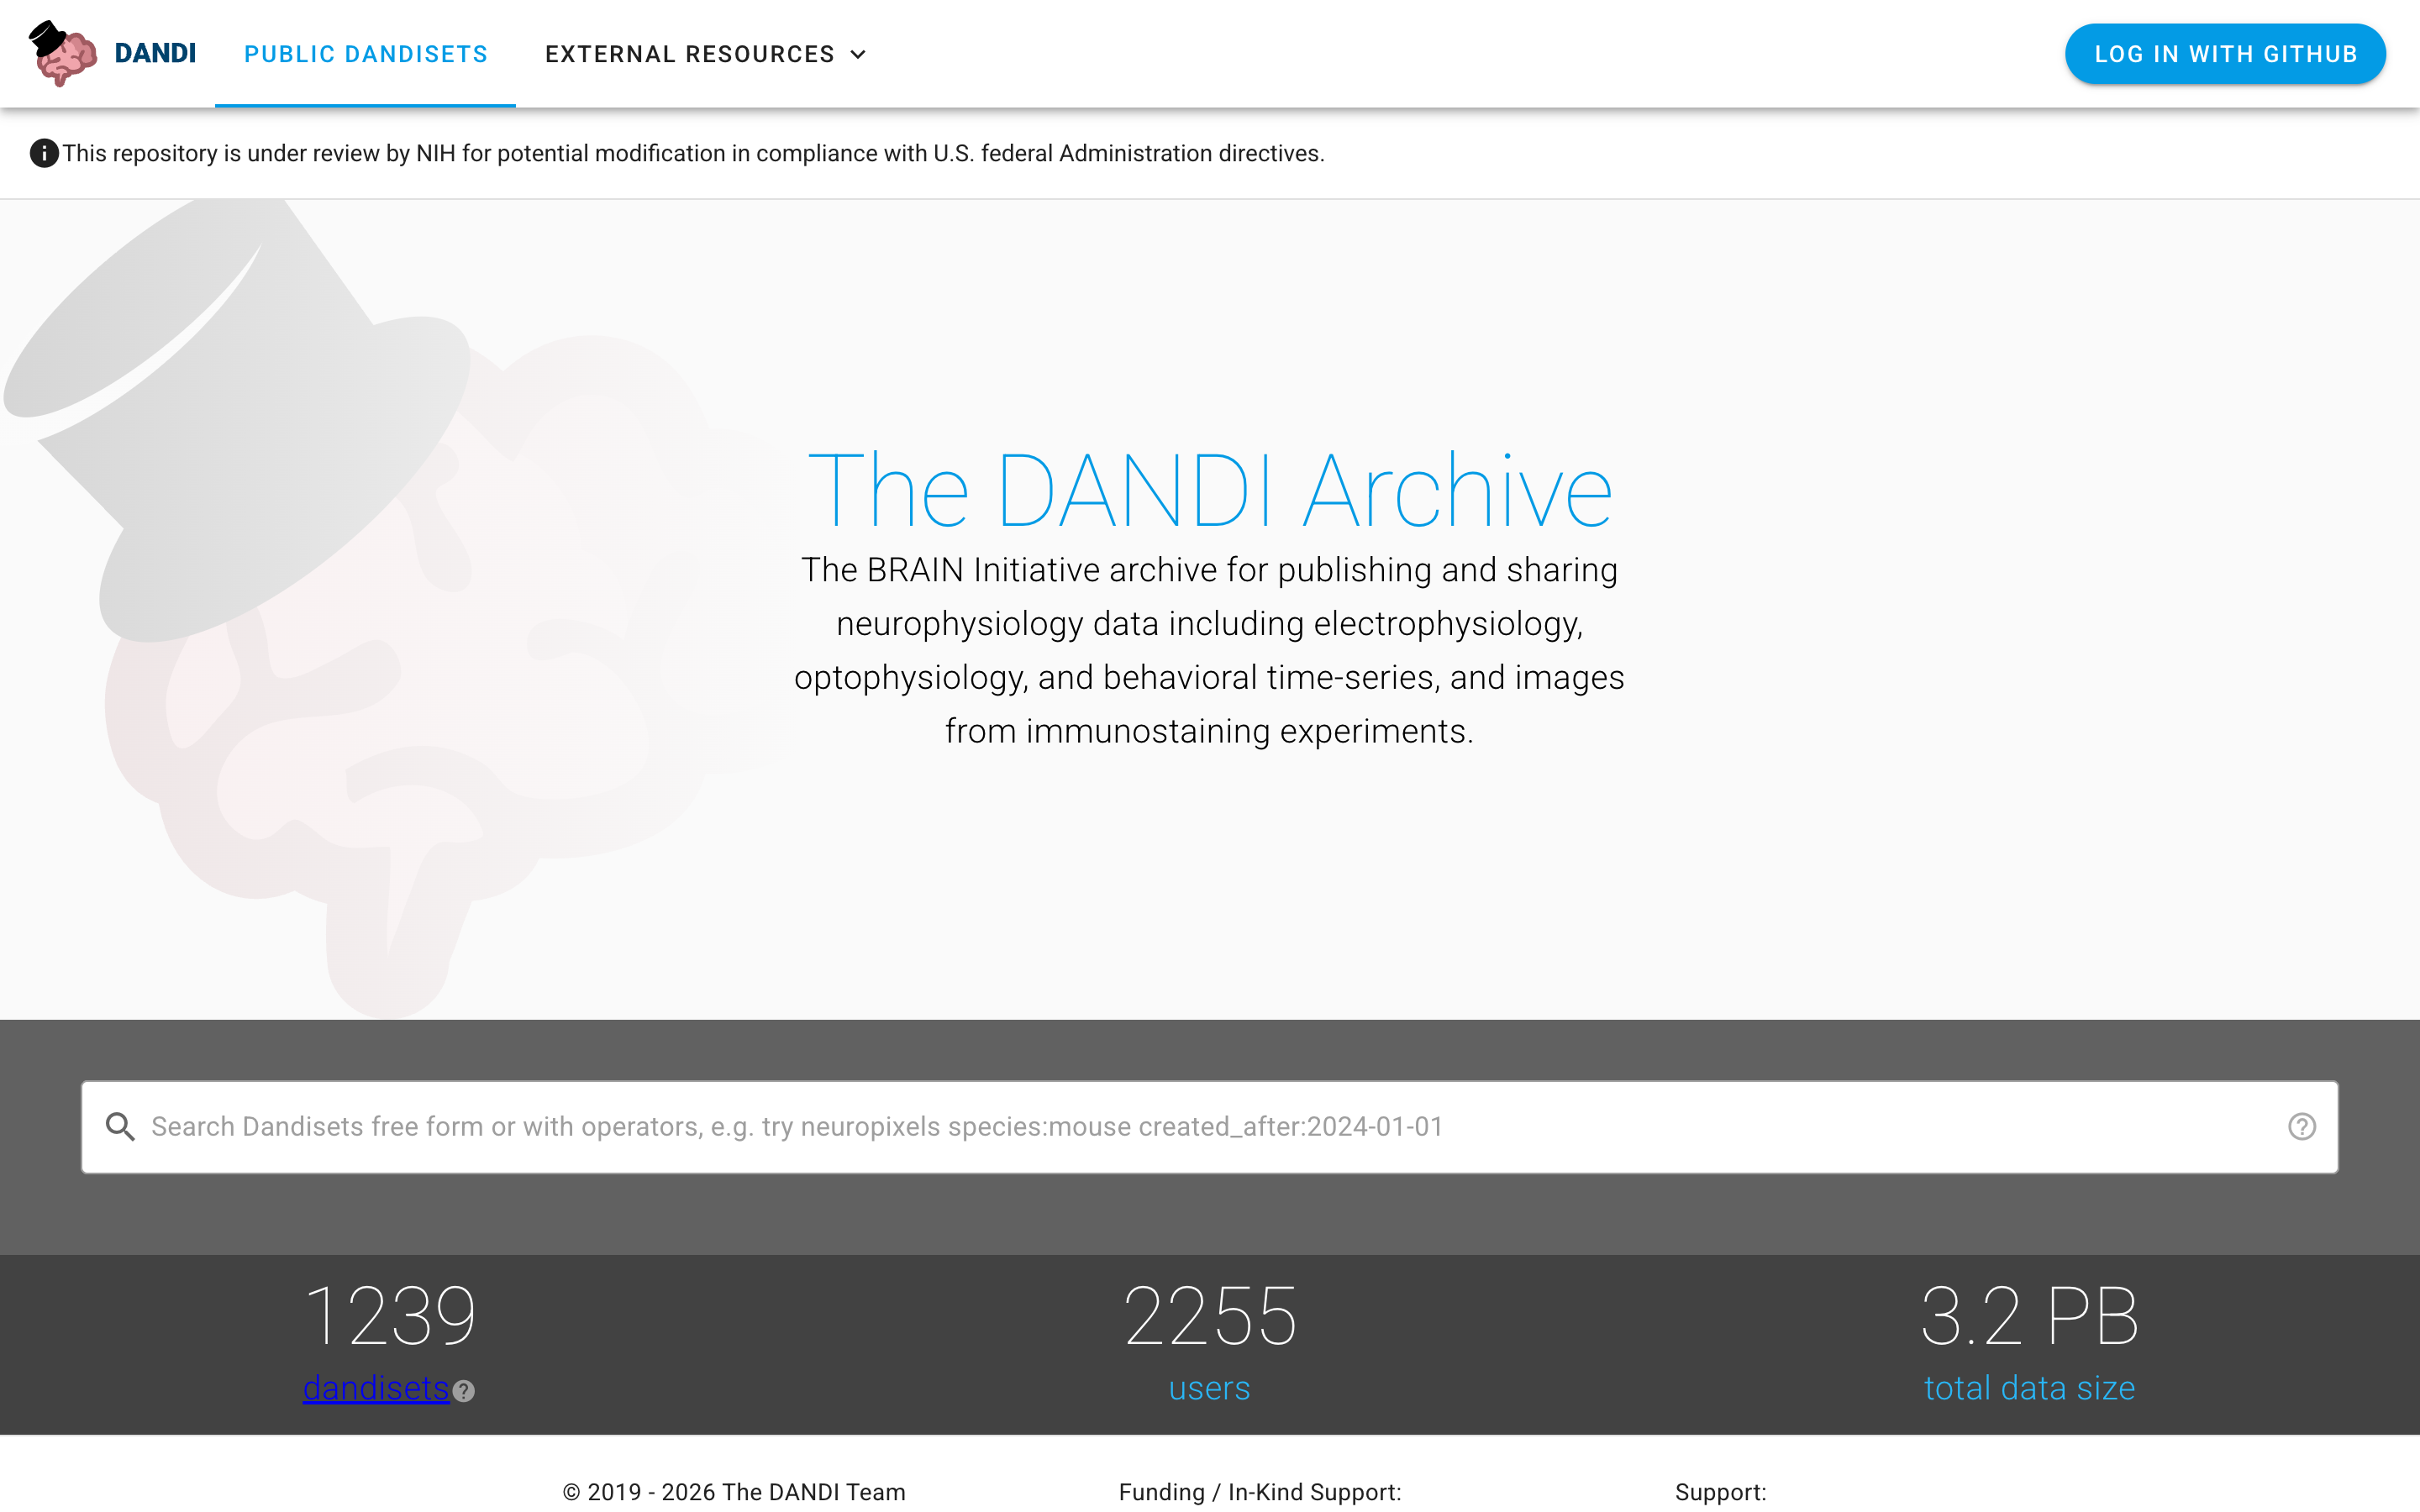 DANDI
PUBLIC DANDISETS
EXTERNAL RESOURCES
LOG IN WITH GITHUB
This repository is under review by NIH for potential modification in compliance with U.S. federal Administration directives.
The DANDI Archive
The BRAIN Initiative archive for publishing and sharing
neurophysiology data including electrophysiology,
optophysiology, and behavioral time-series, and images
from immunostaining experiments.
Search Dandisets free form or with operators, e.g. try neuropixels species:mouse created_after:2024-01-01
1239
dandisets
2255
users
3.2 PB
total data size
© 2019 - 2026 The DANDI Team
Funding / In-Kind Support:
Support: